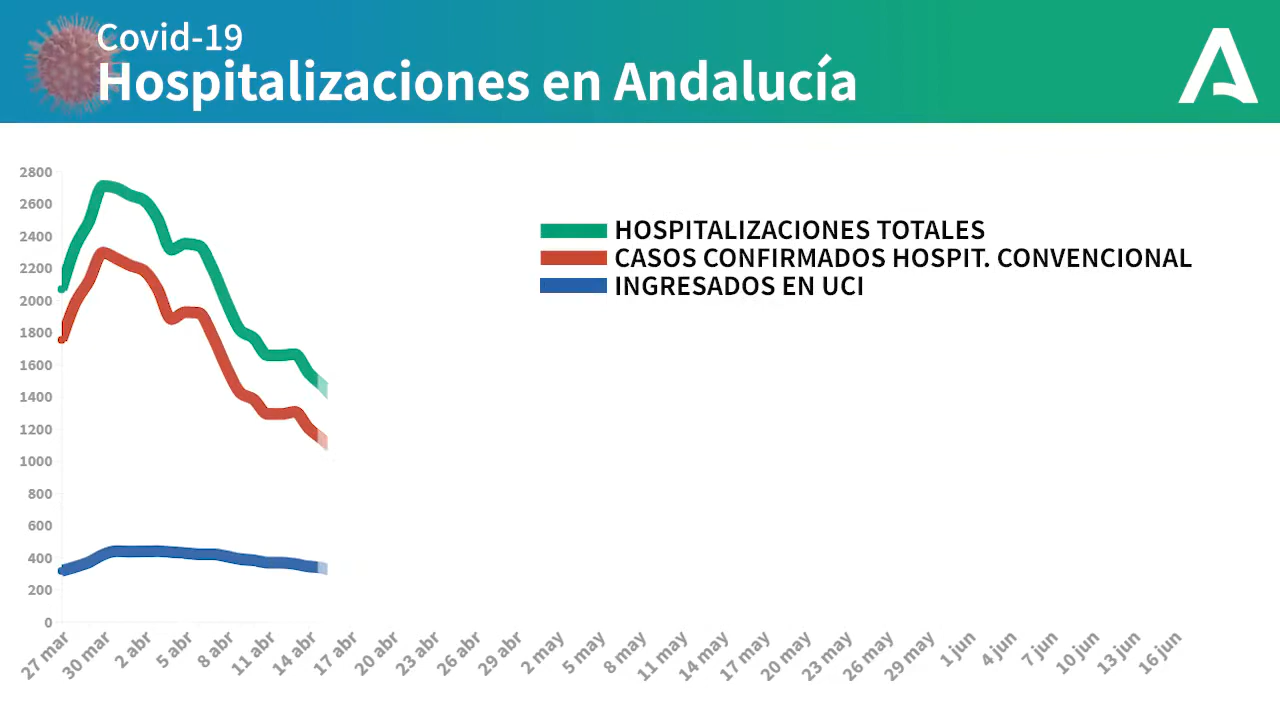 Covid-19
Hospitalizaciones en Andalucía
2800
2600
2400
2200
2000
1800
1600
1400
1200
1000
800
600
400
200
0
HOSPITALIZACIONES TOTALES
CASOS CONFIRMADOS HOSPIT. CONVENCIONAL
INGRESADOS EN UCI
27 mar
30 mar
2 abr
5 abr
8 abr
11 abr
14 abr
17 abr
20 abr
23 abr
26 abr
29 abr
2 may
5 may
8 may
11 may
14 may
17 may
20 may
23 may
26 may
29 may
1 jun
4 jun
7 jun
10 jun
13 jun
16 jun